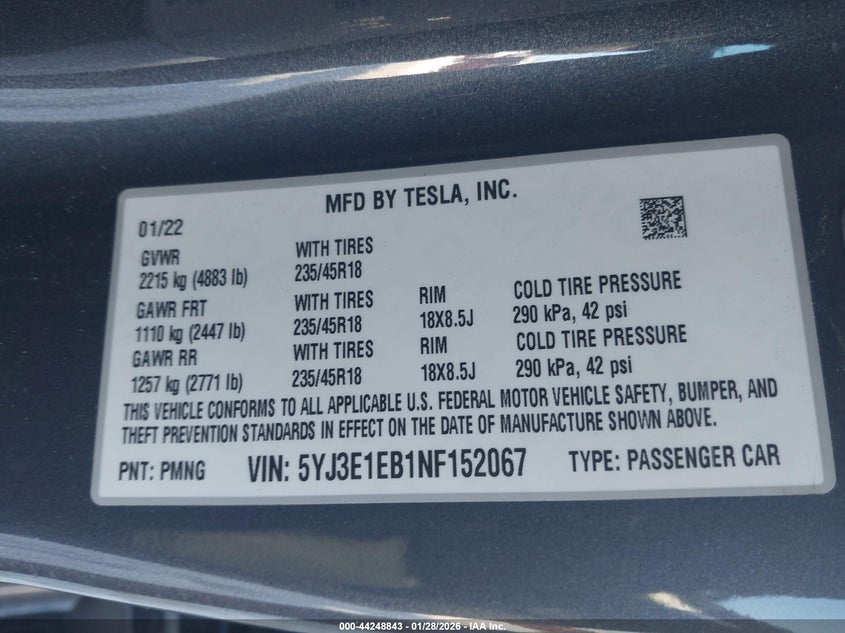 MFD BY TESLA, INC.
01/22
GVWR WITH TIRES
2215 kg (4883 lb) 235/45R18
GAWR FRT WITH TIRES RIM COLD TIRE PRESSURE
1110 kg (2447 lb) 235/45R18 18X8.5J 290 kPa, 42 psi
GAWR RR WITH TIRES RIM COLD TIRE PRESSURE
1257 kg (2771 lb) 235/45R18 18X8.5J 290 kPa, 42 psi
THIS VEHICLE CONFORMS TO ALL APPLICABLE U.S. FEDERAL MOTOR VEHICLE SAFETY, BUMPER, AND
THEFT PREVENTION STANDARDS IN EFFECT ON THE DATE OF MANUFACTURE SHOWN ABOVE.
PNT: PMNG VIN: 5YJ3E1EB1NF152067 TYPE: PASSENGER CAR
000-44248843 - 01/28/2026 - IAA Inc.